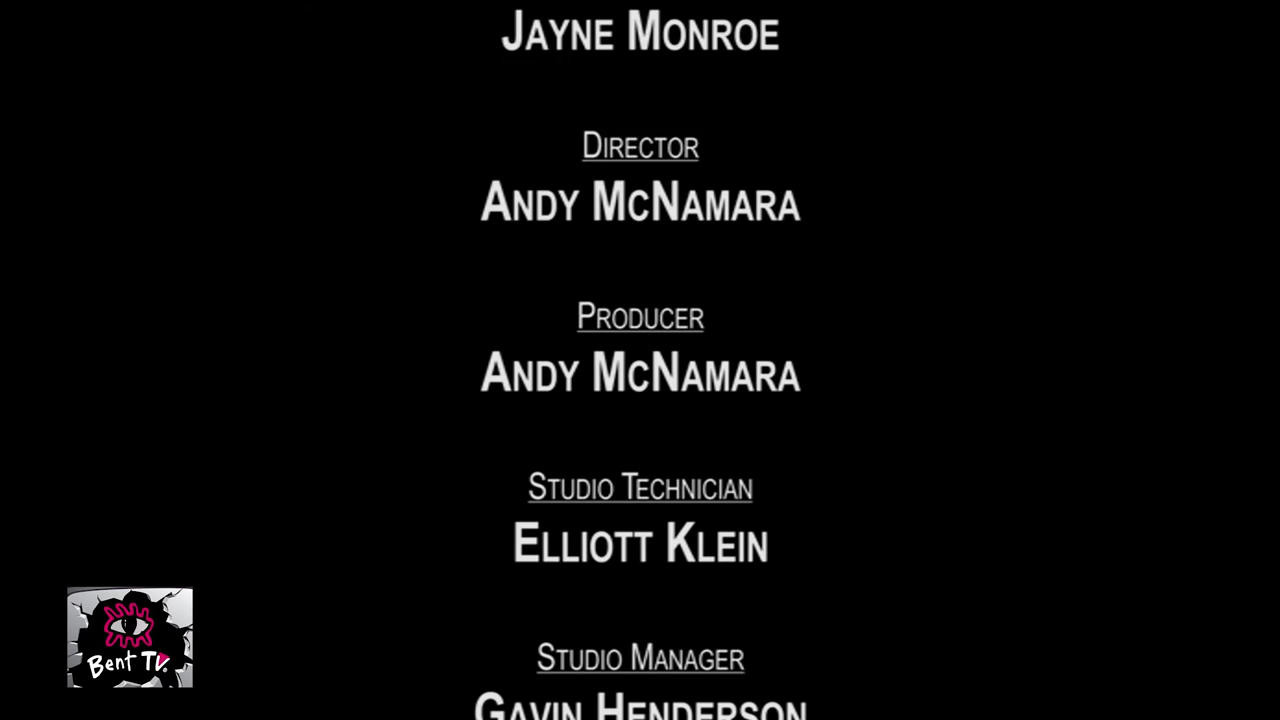 JAYNE MONROE
DIRECTOR
ANDY MCNAMARA
PRODUCER
ANDY MCNAMARA
STUDIO TECHNICIAN
ELLIOTT KLEIN
STUDIO MANAGER
GAVIN HENDERSON
Bent TV.